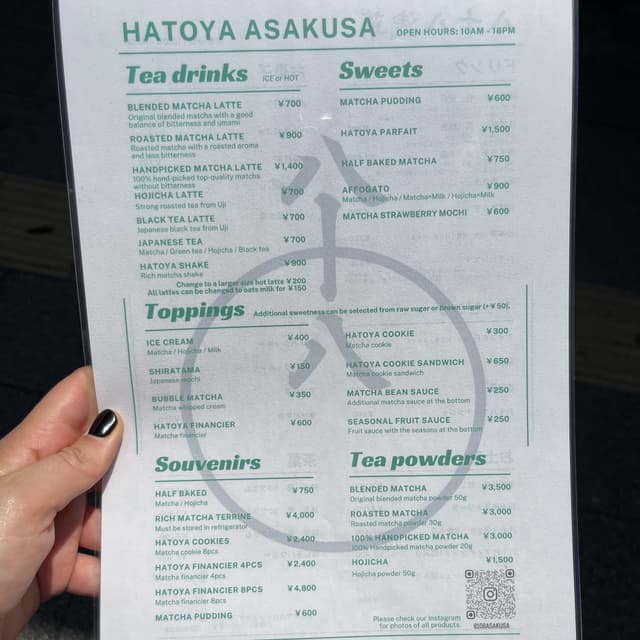 HATOYA ASAKUSA
OPEN HOURS: 10AM - 18PM
Tea drinks
ICE or HOT
BLENDED MATCHA LATTE ¥700
Original blended matcha with a good
balance of bitterness and umami
ROASTED MATCHA LATTE ¥900
Roasted matcha with a roasted aroma
and less bitterness
HANDPICKED MATCHA LATTE ¥1,400
100% hand-picked top-quality matcha
without bitterness
HOJICHA LATTE ¥700
Strong roasted tea from Uji
BLACK TEA LATTE ¥700
Japanese black tea from Uji
JAPANESE TEA ¥700
Matcha / Green tea / Hojicha / Black tea
HATOYA SHAKE ¥900
Rich matcha shake
Change to a larger size hot latte ¥200
All lattes can be changed to oats milk for ¥150
Sweets
MATCHA PUDDING ¥600
HATOYA PARFAIT ¥1,500
HALF BAKED MATCHA ¥750
AFFOGATO ¥900
Matcha / Hojicha / Matcha×Milk / Hojicha×Milk
MATCHA STRAWBERRY MOCHI ¥600
八十八
Toppings
Additional sweetness can be selected from raw sugar or brown sugar (+¥50).
ICE CREAM ¥400
Matcha / Hojicha / Milk
SHIRATAMA ¥150
Japanese mochi
BUBBLE MATCHA ¥350
Matcha whipped cream
HATOYA FINANCIER ¥600
Matcha financier
HATOYA COOKIE ¥300
Matcha cookie
HATOYA COOKIE SANDWICH ¥650
Matcha cookie sandwich
MATCHA BEAN SAUCE ¥250
Additional matcha sauce at the bottom
SEASONAL FRUIT SAUCE ¥250
Fruit sauce with the seasons at the bottom
Souvenirs
HALF BAKED ¥750
Matcha / Hojicha
RICH MATCHA TERRINE ¥4,000
Must be stored in refrigerator
HATOYA COOKIES ¥2,400
Matcha cookie 8pcs
HATOYA FINANCIER 4PCS ¥2,400
Matcha financier 4pcs
HATOYA FINANCIER 8PCS ¥4,800
Matcha financier 8pcs
MATCHA PUDDING ¥600
Tea powders
BLENDED MATCHA ¥3,500
Original blended matcha powder 50g
ROASTED MATCHA ¥3,000
Roasted matcha powder 30g
100% HANDPICKED MATCHA ¥3,000
100% Handpicked matcha powder 20g
HOJICHA ¥1,500
Hojicha powder 50g
Please check our Instagram
for photos of all products.